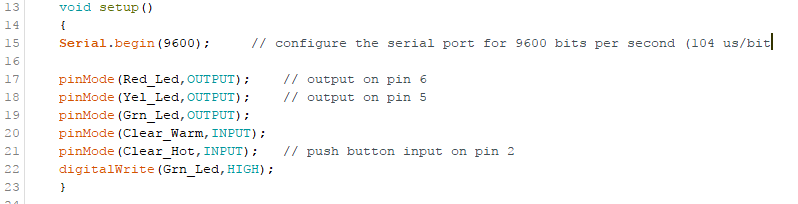 13 void setup()
14 {
15 Serial.begin(9600);     // configure the serial port for 9600 bits per second (104 us/bit
16
17 pinMode(Red_Led,OUTPUT);    // output on pin 6
18 pinMode(Yel_Led,OUTPUT);    // output on pin 5
19 pinMode(Grn_Led,OUTPUT);
20 pinMode(Clear_Warm,INPUT);
21 pinMode(Clear_Hot,INPUT);   // push button input on pin 2
22 digitalWrite(Grn_Led,HIGH);
23 }